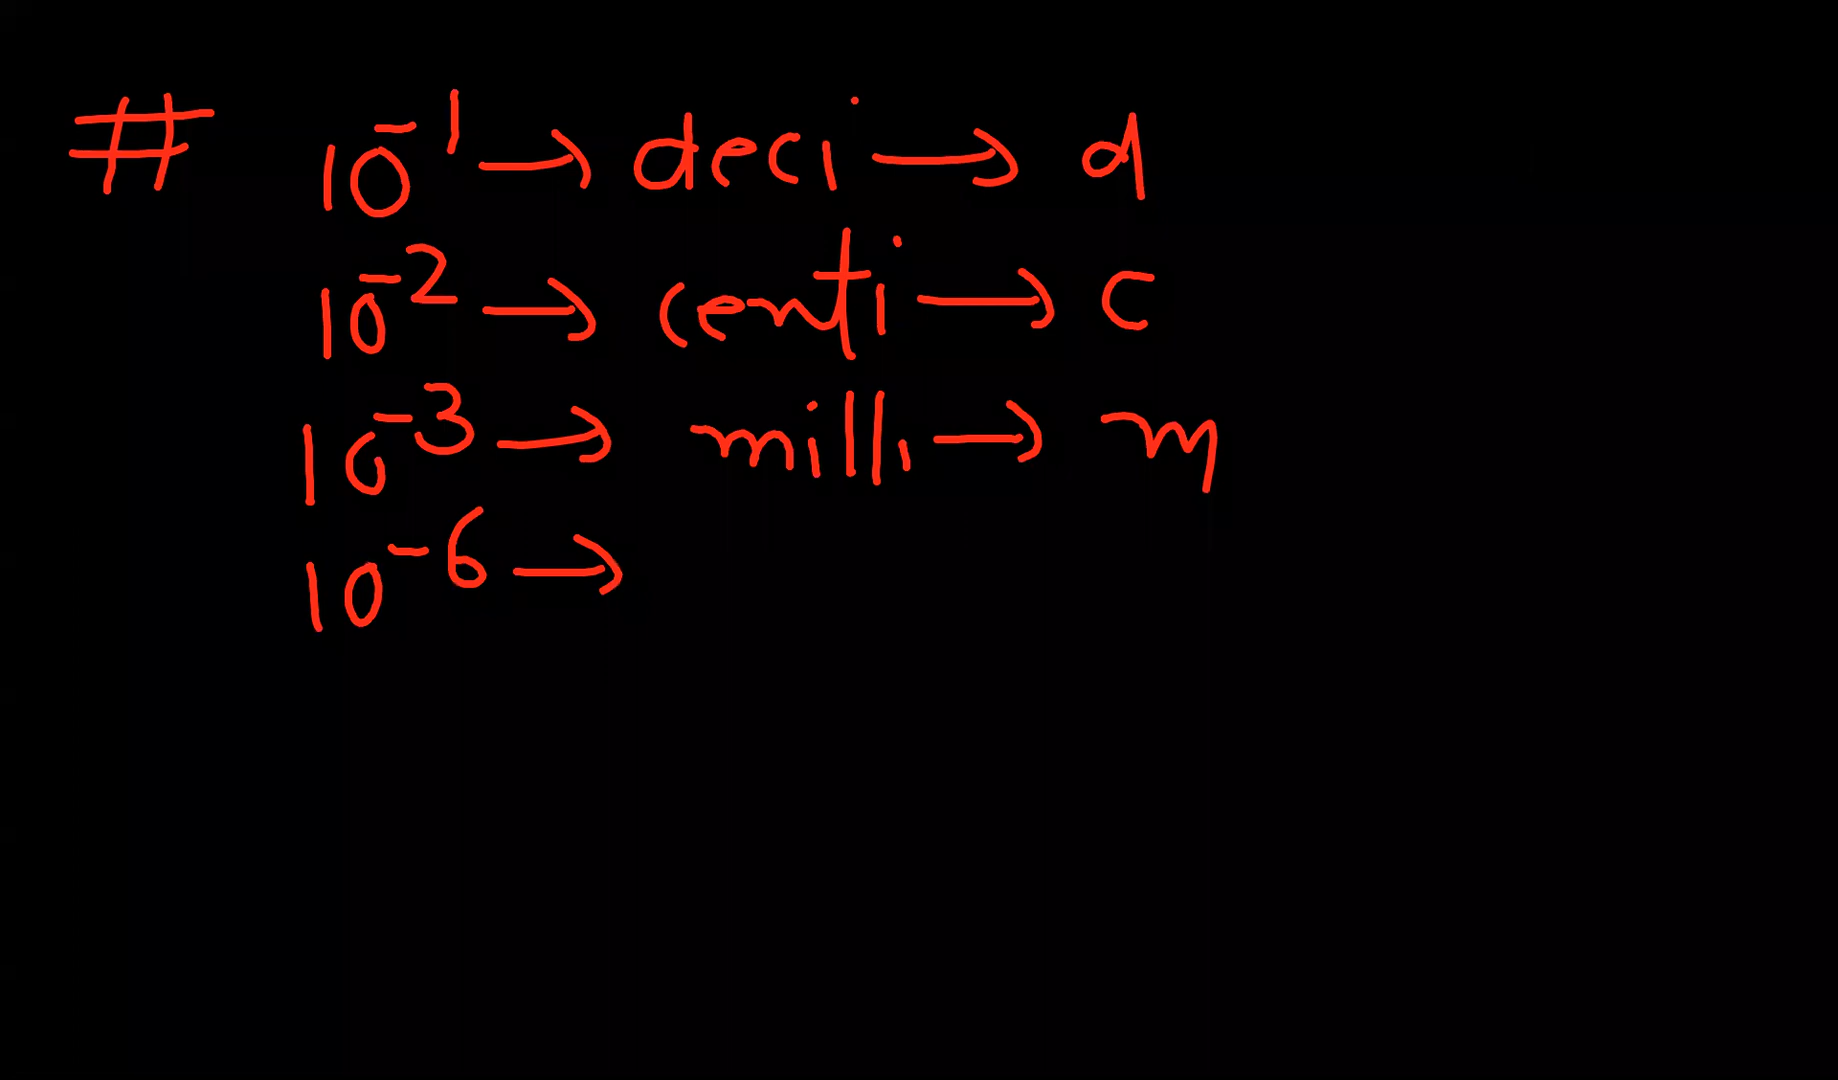 # 10⁻¹ → deci → d
10⁻² → centi → c
10⁻³ → milli → m
10⁻⁶ →